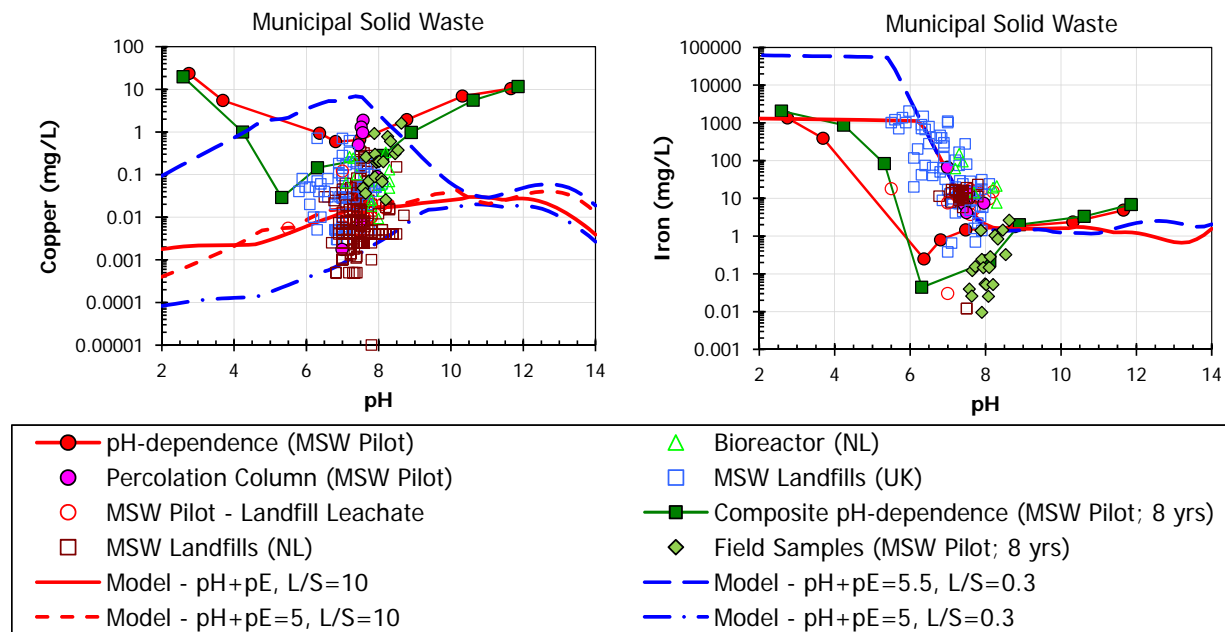 Municipal Solid Waste
Copper (mg/L)
100
10
1
0.1
0.01
0.001
0.0001
0.00001
2 4 6 8 10 12 14
pH
Municipal Solid Waste
Iron (mg/L)
100000
10000
1000
100
10
1
0.1
0.01
0.001
2 4 6 8 10 12 14
pH
pH-dependence (MSW Pilot)
Percolation Column (MSW Pilot)
MSW Pilot - Landfill Leachate
MSW Landfills (NL)
Model - pH+pE, L/S=10
Model - pH+pE=5, L/S=10
Bioreactor (NL)
MSW Landfills (UK)
Composite pH-dependence (MSW Pilot; 8 yrs)
Field Samples (MSW Pilot; 8 yrs)
Model - pH+pE=5.5, L/S=0.3
Model - pH+pE=5, L/S=0.3